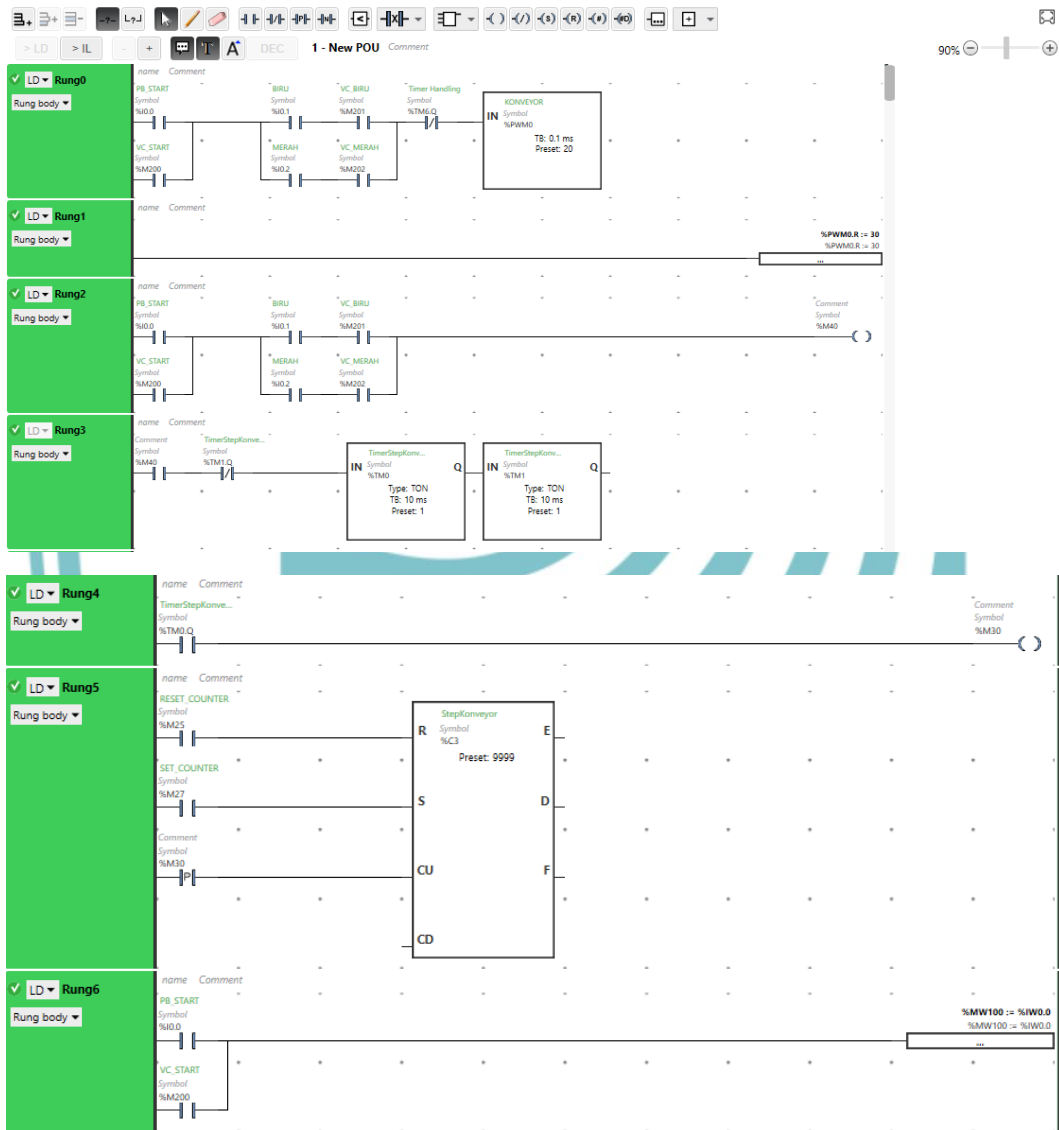 > LD
> IL
-
+
T
A
DEC
1 - New POU Comment
90%
LD Rung0
Rung body
name Comment
PB_START BIRU VC_BIRU Timer Handling
Symbol Symbol Symbol Symbol
%I0.0 %I0.1 %M201 %TM6.Q
KONVEYOR
IN Symbol
%PWM0
TB: 0.1 ms
Preset: 20
VC_START MERAH VC_MERAH
Symbol Symbol Symbol
%M200 %I0.2 %M202
LD Rung1
Rung body
name Comment
%PWM0.R := 30
%PWM0.R := 30
...
LD Rung2
Rung body
name Comment
PB_START BIRU VC_BIRU Comment
Symbol Symbol Symbol Symbol
%I0.0 %I0.1 %M201 %M40
VC_START MERAH VC_MERAH
Symbol Symbol Symbol
%M200 %I0.2 %M202
LD Rung3
Rung body
name Comment
Comment TimerStepKonve...
Symbol Symbol
%M40 %TM1.Q
TimerStepKonv...
IN Symbol Q
%TM0
Type: TON
TB: 10 ms
Preset: 1
TimerStepKonv...
IN Symbol Q
%TM1
Type: TON
TB: 10 ms
Preset: 1
LD Rung4
Rung body
name Comment
TimerStepKonve... Comment
Symbol Symbol
%TM0.Q %M30
LD Rung5
Rung body
name Comment
RESET_COUNTER
Symbol
%M25
StepKonveyor
R Symbol E
%C3
Preset: 9999
SET_COUNTER
Symbol
%M27
S D
Comment
Symbol
%M30
P
CU F
CD
LD Rung6
Rung body
name Comment
PB_START
Symbol
%I0.0
%MW100 := %IW0.0
%MW100 := %IW0.0
...
VC_START
Symbol
%M200